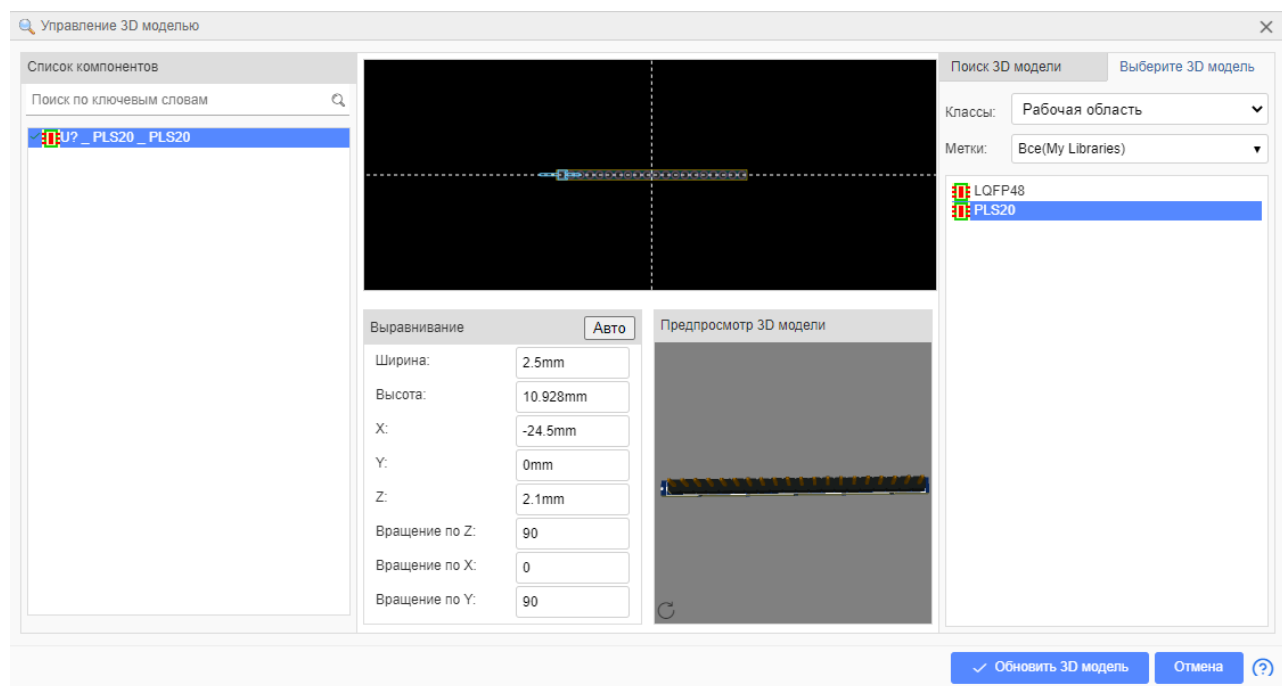 Управление 3D моделью
Список компонентов
Поиск по ключевым словам
U? _ PLS20 _ PLS20
Выравнивание
Авто
Ширина:
2.5mm
Высота:
10.928mm
X:
-24.5mm
Y:
0mm
Z:
2.1mm
Вращение по Z:
90
Вращение по X:
0
Вращение по Y:
90
Предпросмотр 3D модели
Поиск 3D модели
Выберите 3D модель
Классы:
Рабочая область
Метки:
Все(My Libraries)
LQFP48
PLS20
Обновить 3D модель
Отмена
?